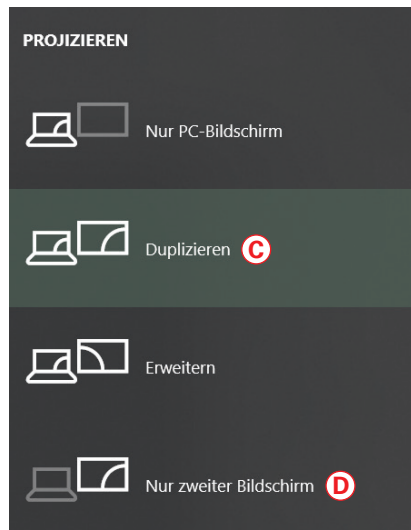 PROJIZIEREN
Nur PC-Bildschirm
Duplizieren C
Erweitern
Nur zweiter Bildschirm D